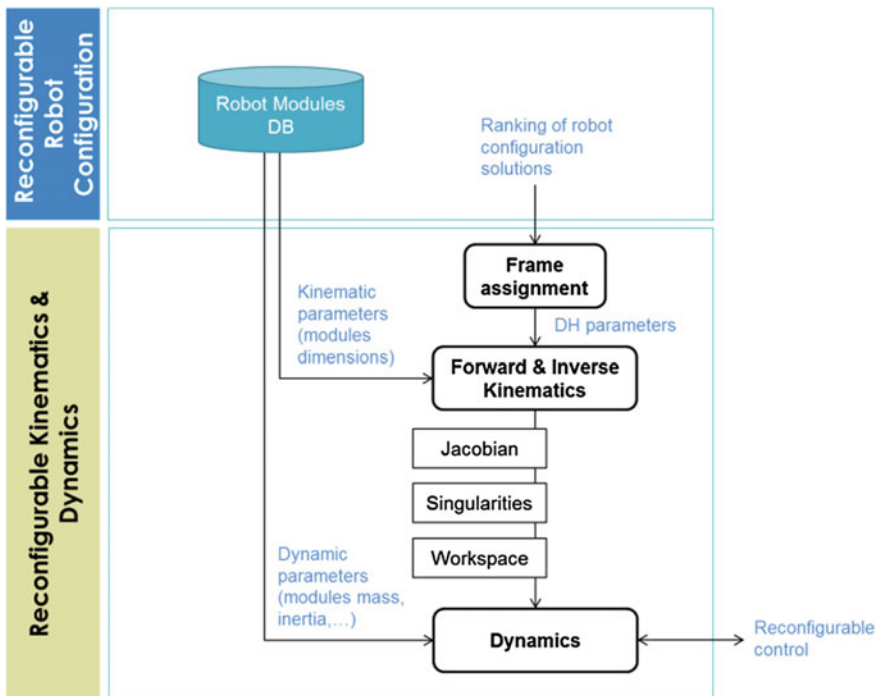 Reconfigurable
Robot
Configuration
Robot Modules
DB
Ranking of robot
configuration
solutions
Reconfigurable Kinematics &
Dynamics
Frame
assignment
Kinematic
parameters
(modules
dimensions)
DH parameters
Forward & Inverse
Kinematics
Jacobian
Singularities
Workspace
Dynamic
parameters
(modules mass,
inertia,...)
Dynamics
Reconfigurable
control